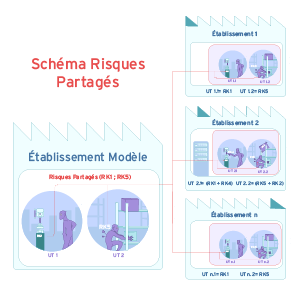 Schéma Risques
Partagés
Établissement Modèle
Risques Partagés (RK1 ; RK5)
RK5
UT 1
UT 2
Établissement 1
UT 1.1
UT 1.2
UT 1.1= RK1
UT 1.2= RK5
Établissement 2
UT 2.1
UT 2.2
UT 2.1= (RK1 + RK4)
UT 2.2= (RK5 + RK2)
Établissement n
UT n.1
UT n.2
UT n.1= RK1
UT n.2= RK5